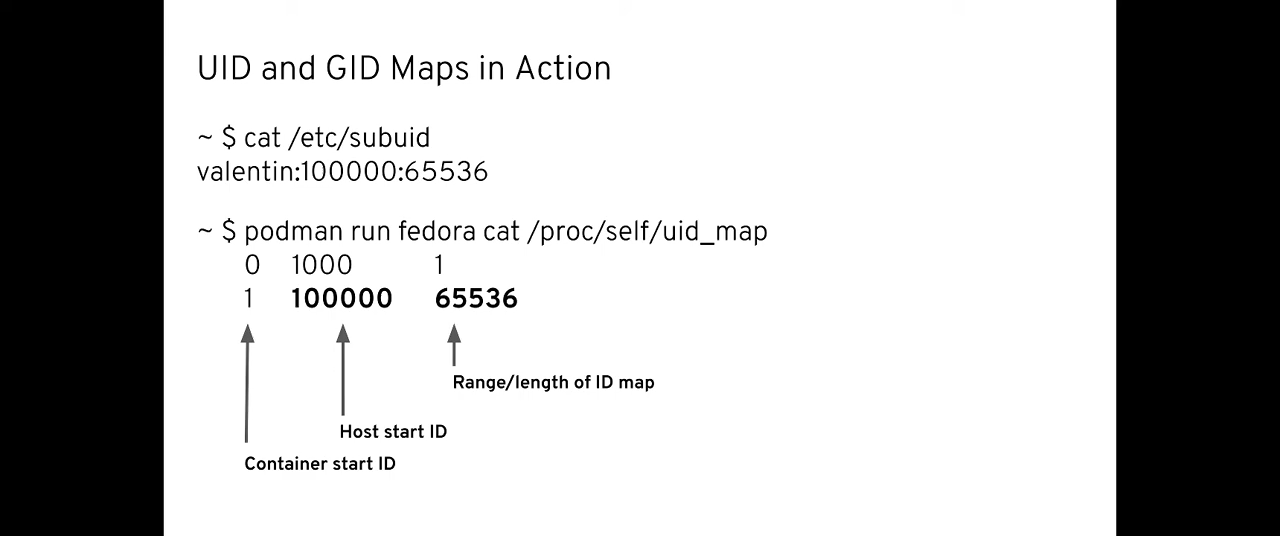 UID and GID Maps in Action
~ $ cat /etc/subuid
valentin:100000:65536
~ $ podman run fedora cat /proc/self/uid_map
0 1000 1
1 100000 65536
Range/length of ID map
Host start ID
Container start ID